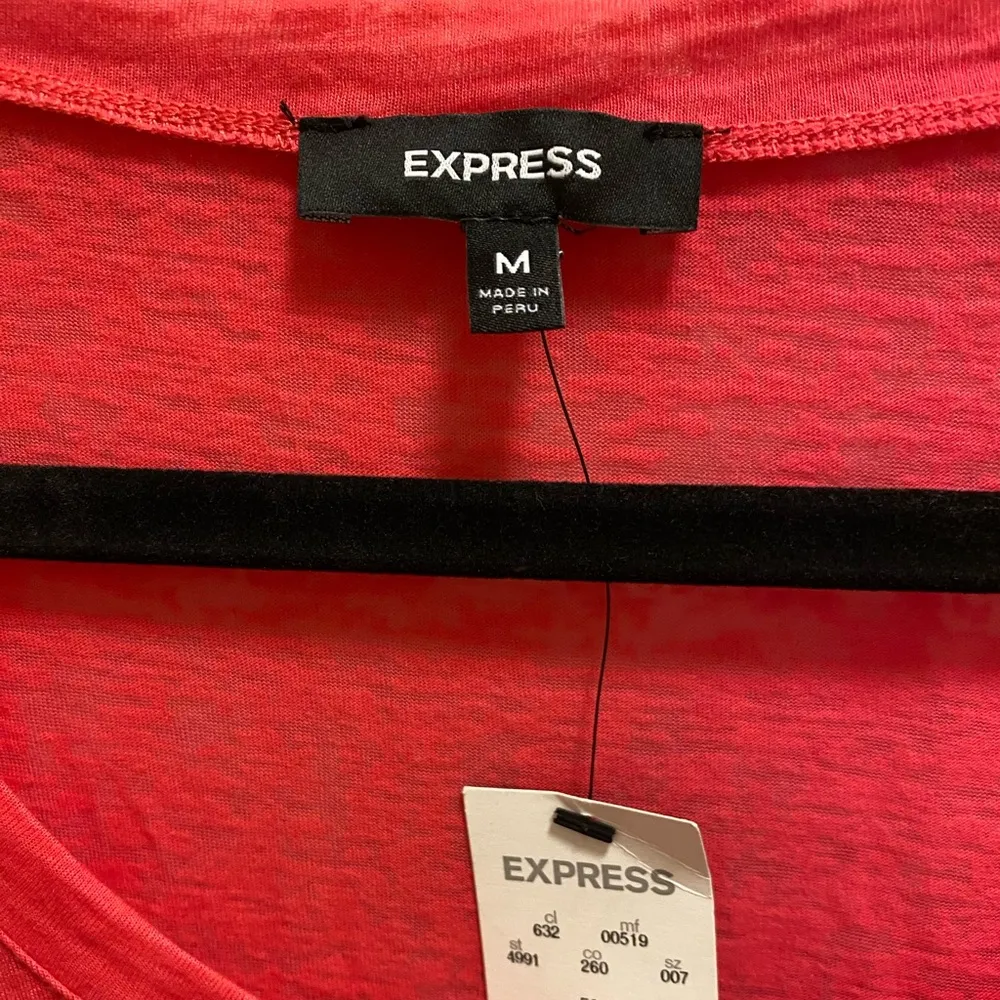 EXPRESS
M
MADE IN
PERU
EXPRESS
cl mf
632 00519
st co sz
4991 260 007